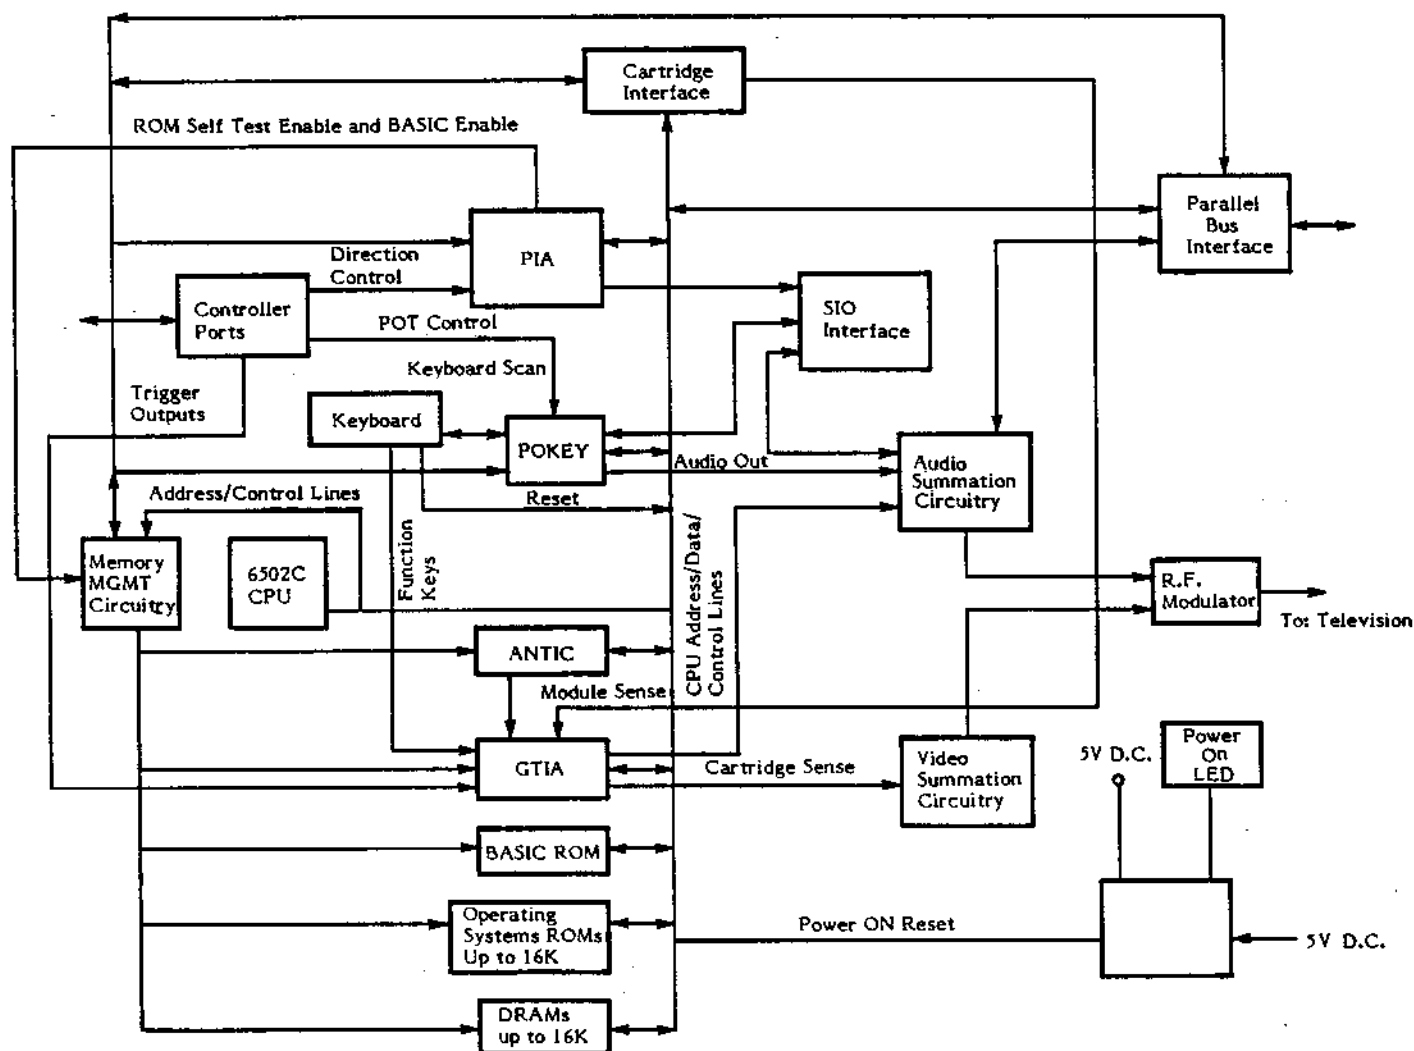 Cartridge
Interface
ROM Self Test Enable and BASIC Enable
Parallel
Bus
Interface
PIA
Direction
Control
Controller
Ports
SIO
Interface
POT Control
Keyboard Scan
Trigger
Outputs
Keyboard
POKEY
Audio Out
Audio
Summation
Circuitry
Address/Control Lines
Reset
Memory
MGMT
Circuitry
6502C
CPU
Function
Keys
CPU Address/Data/
Control Lines
R.F.
Modulator
To: Television
ANTIC
Module Sense
GTIA
Cartridge Sense
Video
Summation
Circuitry
5V D.C.
Power
On
LED
BASIC ROM
Operating
Systems ROMs
Up to 16K
Power ON Reset
5V D.C.
DRAMs
up to 16K